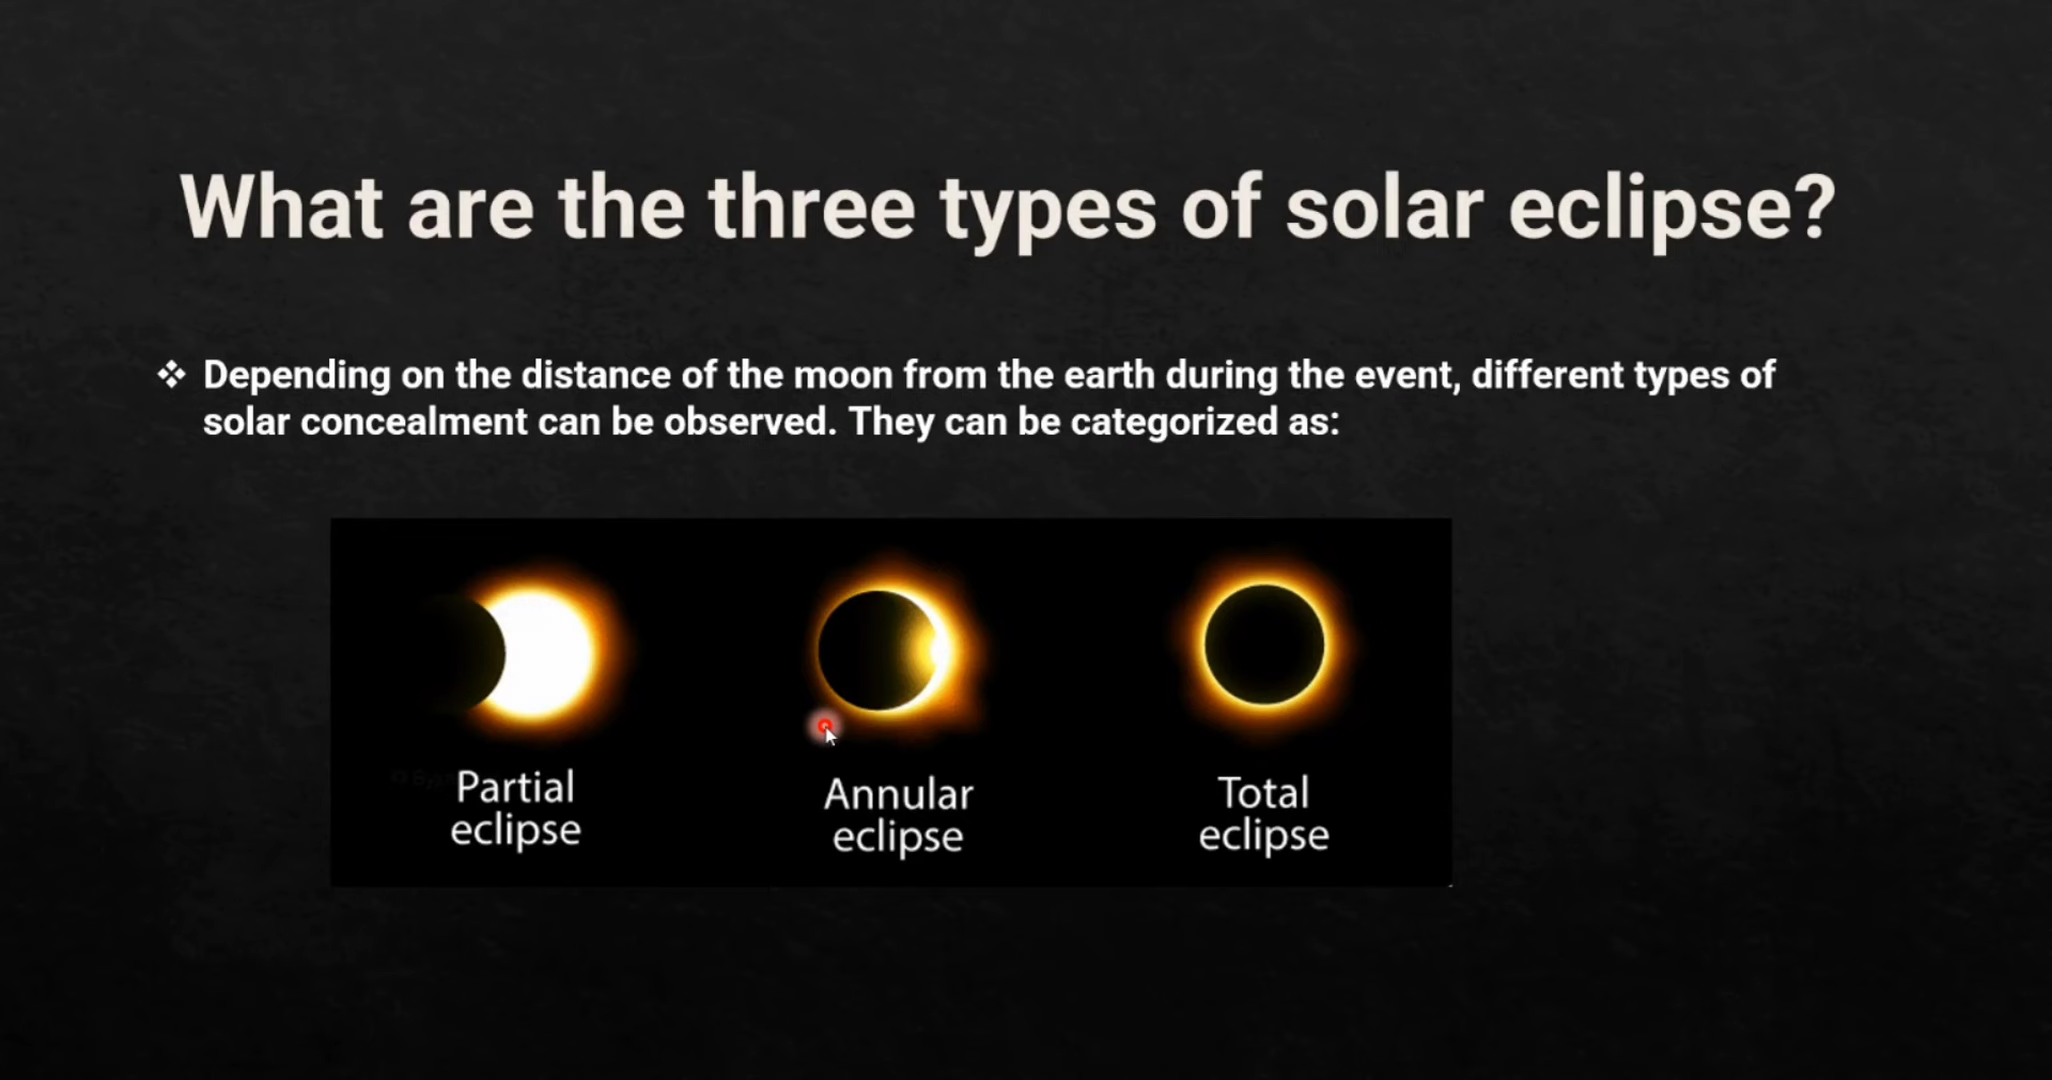 What are the three types of solar eclipse?
❖ Depending on the distance of the moon from the earth during the event, different types of
solar concealment can be observed. They can be categorized as:
Partial
eclipse
Annular
eclipse
Total
eclipse